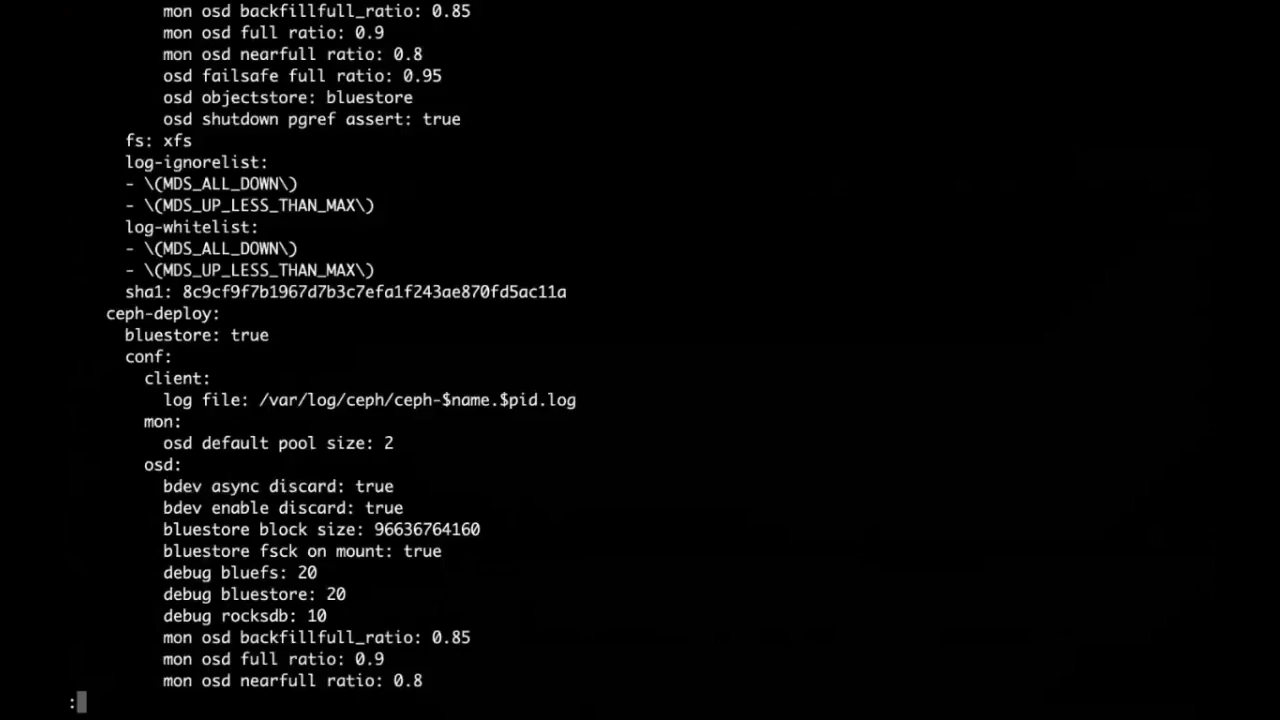 mon osd backfillfull_ratio: 0.85
mon osd full ratio: 0.9
mon osd nearfull ratio: 0.8
osd failsafe full ratio: 0.95
osd objectstore: bluestore
osd shutdown pgref assert: true
fs: xfs
log-ignorelist:
- \(MDS_ALL_DOWN\)
- \(MDS_UP_LESS_THAN_MAX\)
log-whitelist:
- \(MDS_ALL_DOWN\)
- \(MDS_UP_LESS_THAN_MAX\)
sha1: 8c9cf9f7b1967d7b3c7efa1f243ae870fd5ac11a
ceph-deploy:
bluestore: true
conf:
client:
log file: /var/log/ceph/ceph-$name.$pid.log
mon:
osd default pool size: 2
osd:
bdev async discard: true
bdev enable discard: true
bluestore block size: 96636764160
bluestore fsck on mount: true
debug bluefs: 20
debug bluestore: 20
debug rocksdb: 10
mon osd backfillfull_ratio: 0.85
mon osd full ratio: 0.9
mon osd nearfull ratio: 0.8
: